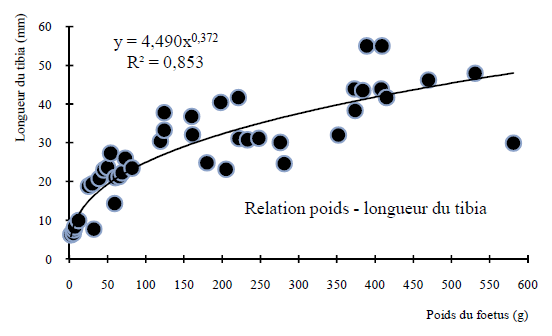 Longueur du tibia (mm)
60
50
40
30
20
10
0
y = 4,490x^0,372
R² = 0,853
Relation poids - longueur du tibia
0 50 100 150 200 250 300 350 400 450 500 550 600
Poids du foetus (g)